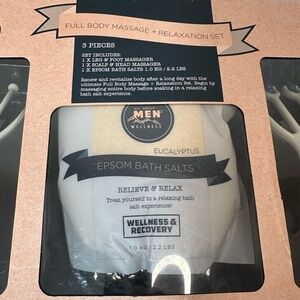 FULL BODY MASSAGE + RELAXATION SET
3 PIECES
SET INCLUDES:
1 X LEG & FOOT MASSAGER
1 X SCALP & HEAD MASSAGER
1 X EPSOM BATH SALTS 1.0 KG / 2.2 LBS
Renew and revitalize body after a long day with the
ultimate Full Body Massage + Relaxation Set. Begin by
massaging entire body before soaking in a relaxing
bath salt experience!
MEN
WELLNESS
EUCALYPTUS
EPSOM BATH SALTS
RELIEVE & RELAX
Treat yourself to a relaxing bath
salt experience!
WELLNESS &
RECOVERY
1.0 KG / 2.2 LBS